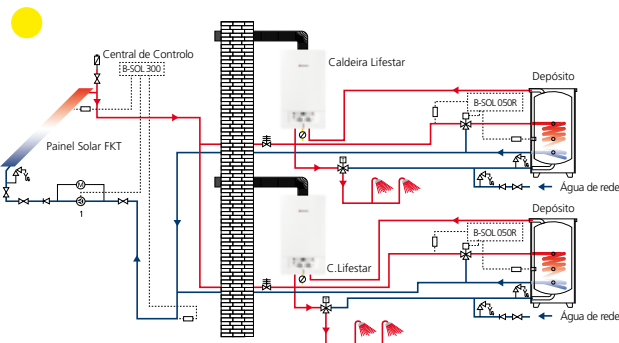 Central de Controlo
B-SOL 300
Caldeira Lifestar
Depósito
B-SOL 050R
Painel Solar FKT
M
1
Água de rede
Depósito
B-SOL 050R
C.Lifestar
Água de rede